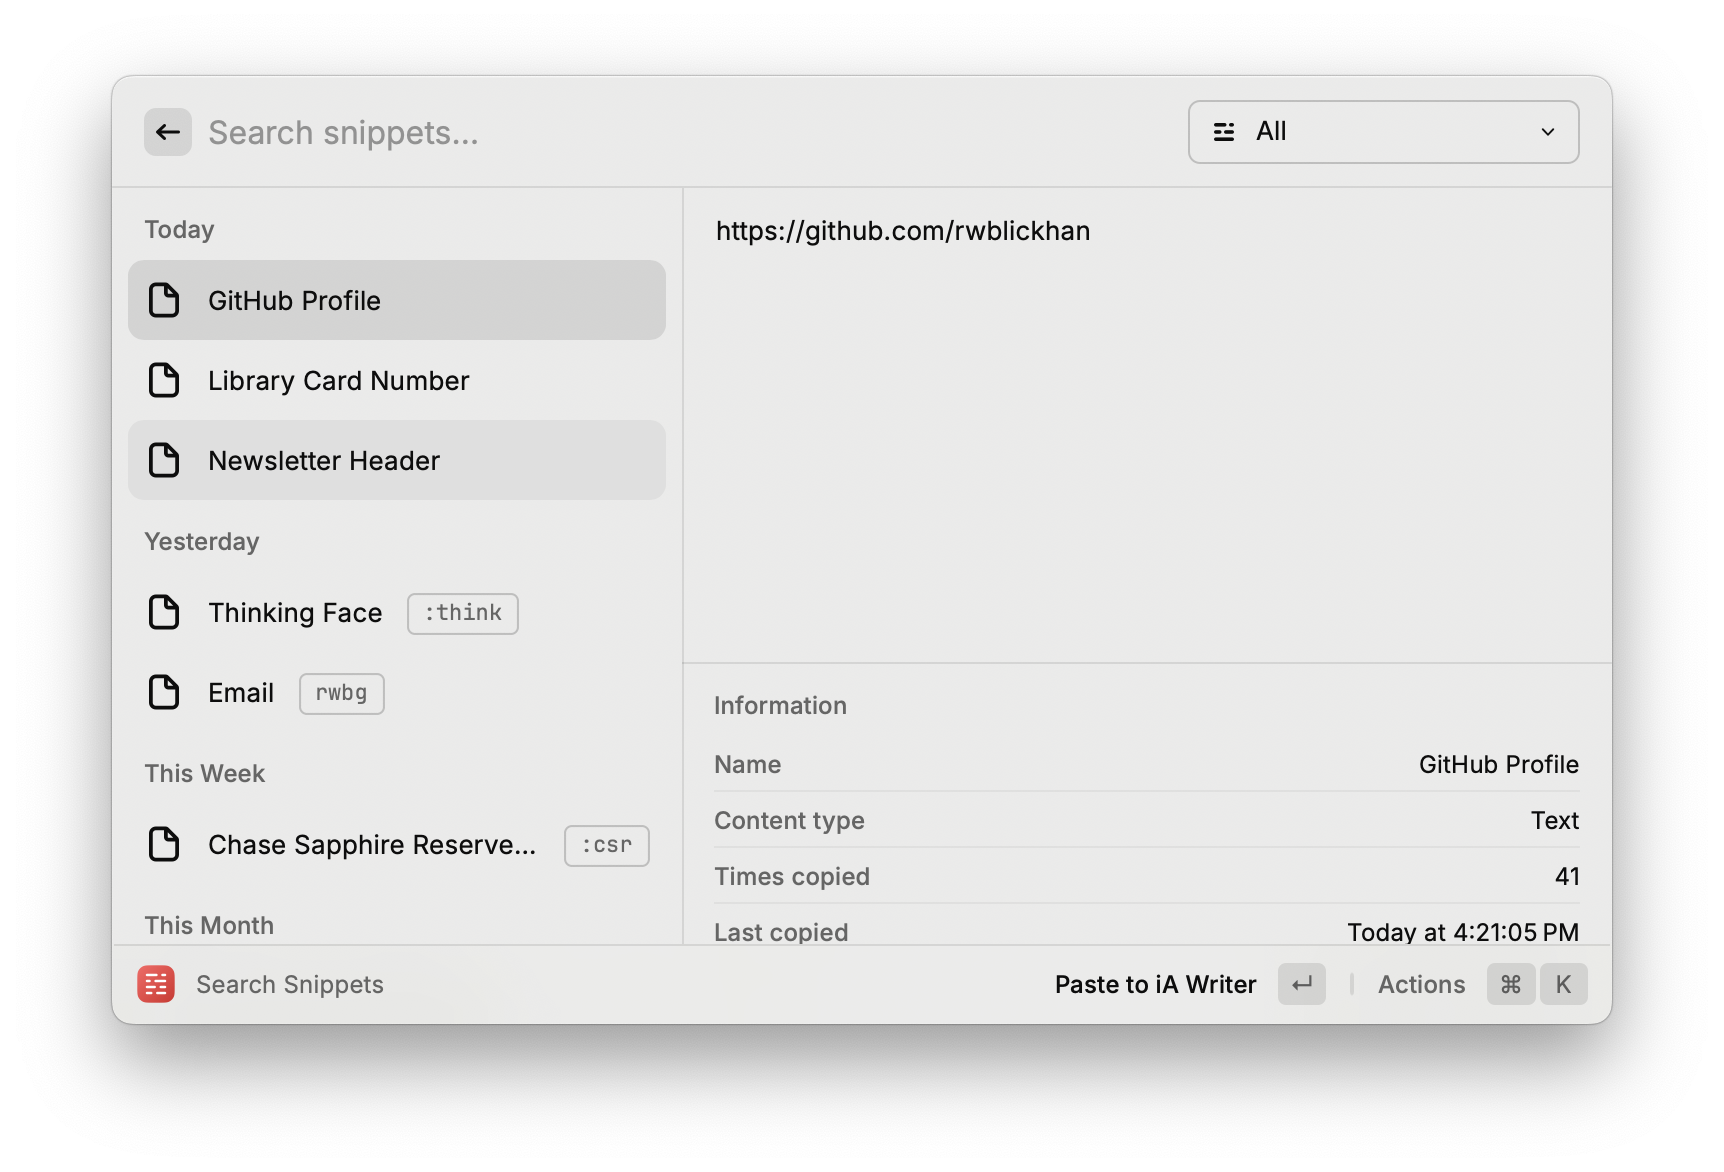 Search snippets...
All
Today
GitHub Profile
Library Card Number
Newsletter Header
Yesterday
Thinking Face :think
Email rwbg
This Week
Chase Sapphire Reserve... :csr
This Month
https://github.com/rwblickhan
Information
Name GitHub Profile
Content type Text
Times copied 41
Last copied Today at 4:21:05 PM
Search Snippets
Paste to iA Writer ↵ Actions ⌘ K